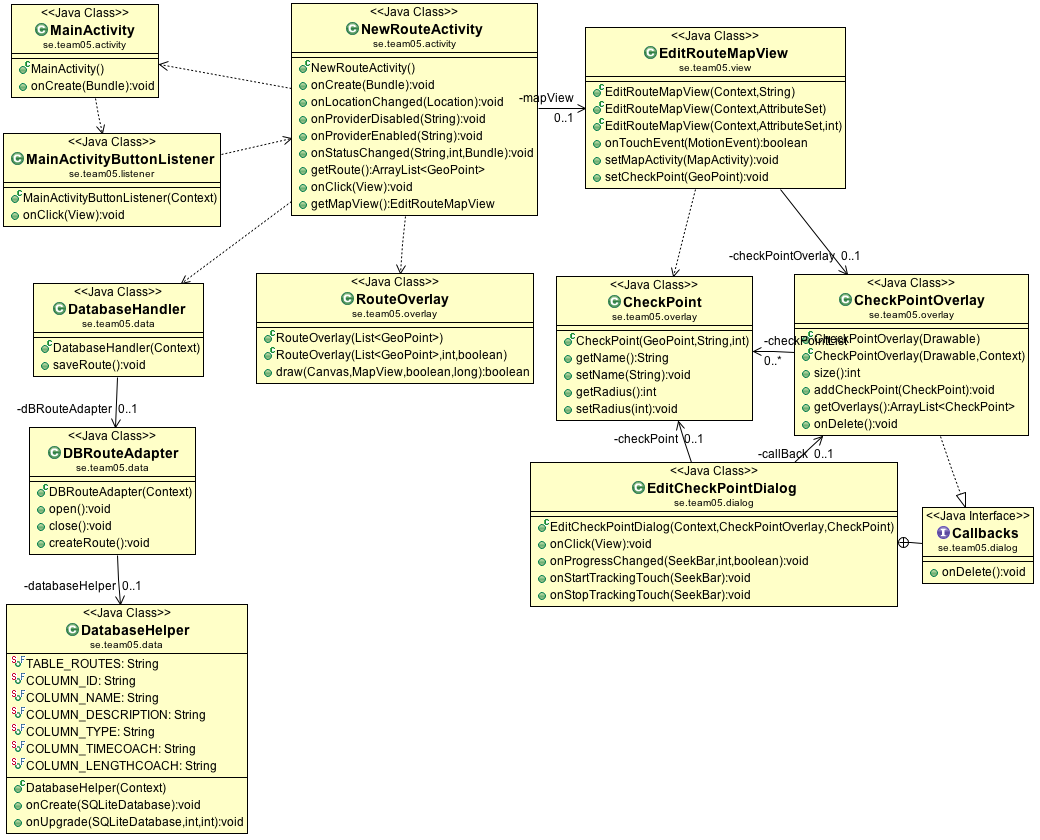 <<Java Class>>
MainActivity
se.team05.activity
MainActivity()
onCreate(Bundle):void
<<Java Class>>
NewRouteActivity
se.team05.activity
NewRouteActivity()
onCreate(Bundle):void
onLocationChanged(Location):void
onProviderDisabled(String):void
onProviderEnabled(String):void
onStatusChanged(String,int,Bundle):void
getRoute():ArrayList<GeoPoint>
onClick(View):void
getMapView():EditRouteMapView
-mapView
0..1
<<Java Class>>
EditRouteMapView
se.team05.view
EditRouteMapView(Context,String)
EditRouteMapView(Context,AttributeSet)
EditRouteMapView(Context,AttributeSet,int)
onTouchEvent(MotionEvent):boolean
setMapActivity(MapActivity):void
setCheckPoint(GeoPoint):void
<<Java Class>>
MainActivityButtonListener
se.team05.listener
MainActivityButtonListener(Context)
onClick(View):void
-checkPointOverlay 0..1
<<Java Class>>
DatabaseHandler
se.team05.data
DatabaseHandler(Context)
saveRoute():void
<<Java Class>>
RouteOverlay
se.team05.overlay
RouteOverlay(List<GeoPoint>)
RouteOverlay(List<GeoPoint>,int,boolean)
draw(Canvas,MapView,boolean,long):boolean
<<Java Class>>
CheckPoint
se.team05.overlay
CheckPoint(GeoPoint,String,int)
getName():String
setName(String):void
getRadius():int
setRadius(int):void
-checkPointList
0..*
<<Java Class>>
CheckPointOverlay
se.team05.overlay
CheckPointOverlay(Drawable)
CheckPointOverlay(Drawable,Context)
size():int
addCheckPoint(CheckPoint):void
getOverlays():ArrayList<CheckPoint>
onDelete():void
-dBRouteAdapter 0..1
<<Java Class>>
DBRouteAdapter
se.team05.data
DBRouteAdapter(Context)
open():void
close():void
createRoute():void
-checkPoint 0..1
-callBack 0..1
<<Java Class>>
EditCheckPointDialog
se.team05.dialog
EditCheckPointDialog(Context,CheckPointOverlay,CheckPoint)
onClick(View):void
onProgressChanged(SeekBar,int,boolean):void
onStartTrackingTouch(SeekBar):void
onStopTrackingTouch(SeekBar):void
<<Java Interface>>
Callbacks
se.team05.dialog
onDelete():void
-databaseHelper 0..1
<<Java Class>>
DatabaseHelper
se.team05.data
TABLE_ROUTES: String
COLUMN_ID: String
COLUMN_NAME: String
COLUMN_DESCRIPTION: String
COLUMN_TYPE: String
COLUMN_TIMECOACH: String
COLUMN_LENGTHCOACH: String
DatabaseHelper(Context)
onCreate(SQLiteDatabase):void
onUpgrade(SQLiteDatabase,int,int):void